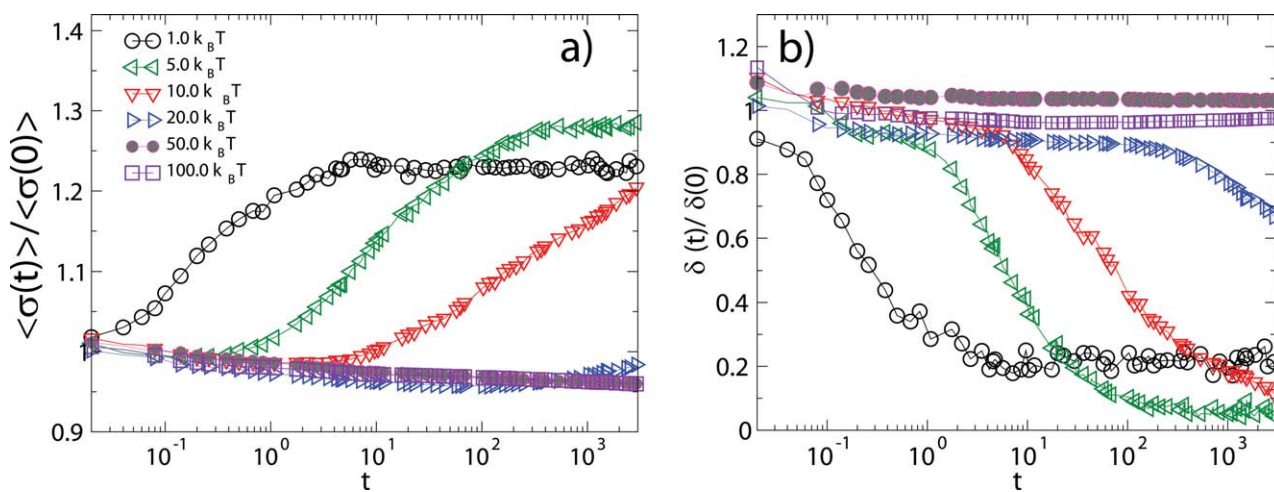 a)
1.4
1.3
1.2
1.1
1
0.9
<σ(t)>/<σ(0)>
1.0 k_BT
5.0 k_BT
10.0 k_BT
20.0 k_BT
50.0 k_BT
100.0 k_BT
10^-1 10^0 10^1 10^2 10^3
t
b)
1.2
1
0.8
0.6
0.4
0.2
0
δ (t)/ δ(0)
10^-1 10^0 10^1 10^2 10^3
t